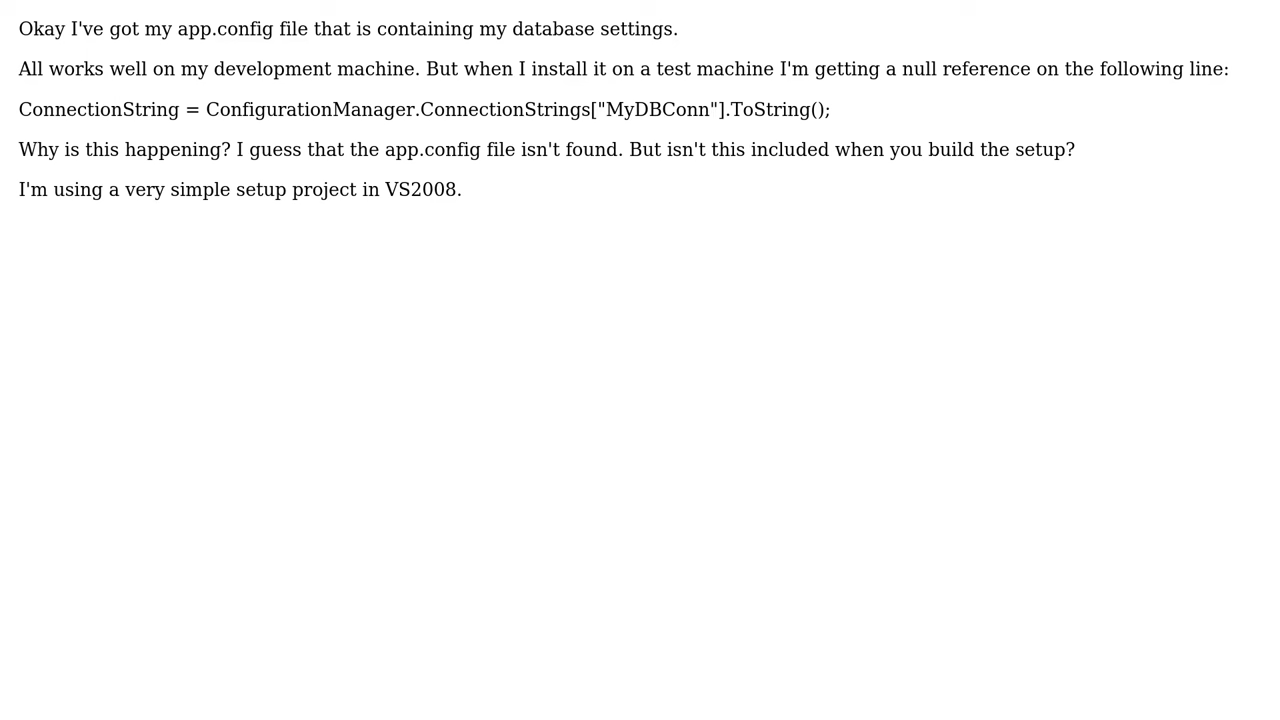 Okay I've got my app.config file that is containing my database settings.
All works well on my development machine. But when I install it on a test machine I'm getting a null reference on the following line:
ConnectionString = ConfigurationManager.ConnectionStrings["MyDBConn"].ToString();
Why is this happening? I guess that the app.config file isn't found. But isn't this included when you build the setup?
I'm using a very simple setup project in VS2008.